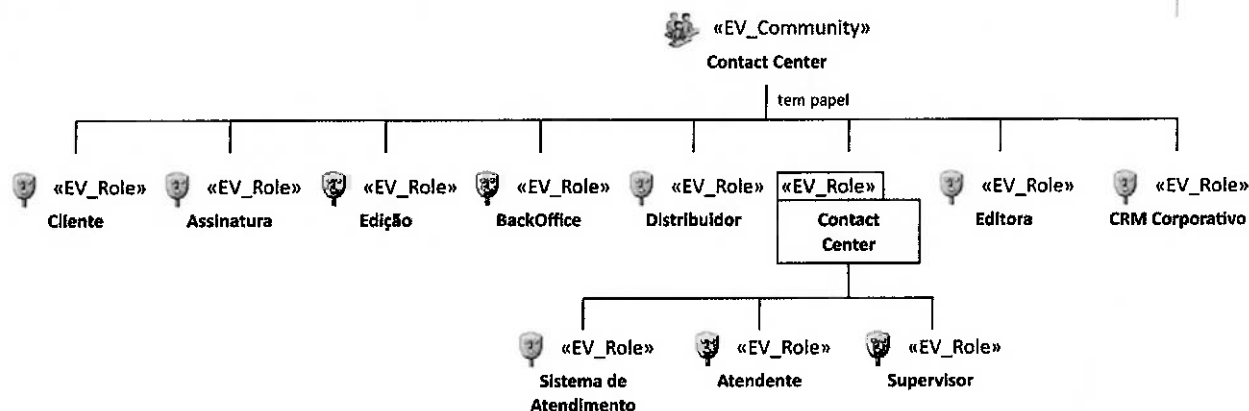 «EV_Community»
Contact Center
tem papel
«EV_Role» «EV_Role» «EV_Role» «EV_Role» «EV_Role» «EV_Role» «EV_Role» «EV_Role»
Cliente Assinatura Edição BackOffice Distribuidor Contact Editora CRM Corporativo
Center
«EV_Role» «EV_Role» «EV_Role»
Sistema de Atendente Supervisor
Atendimento